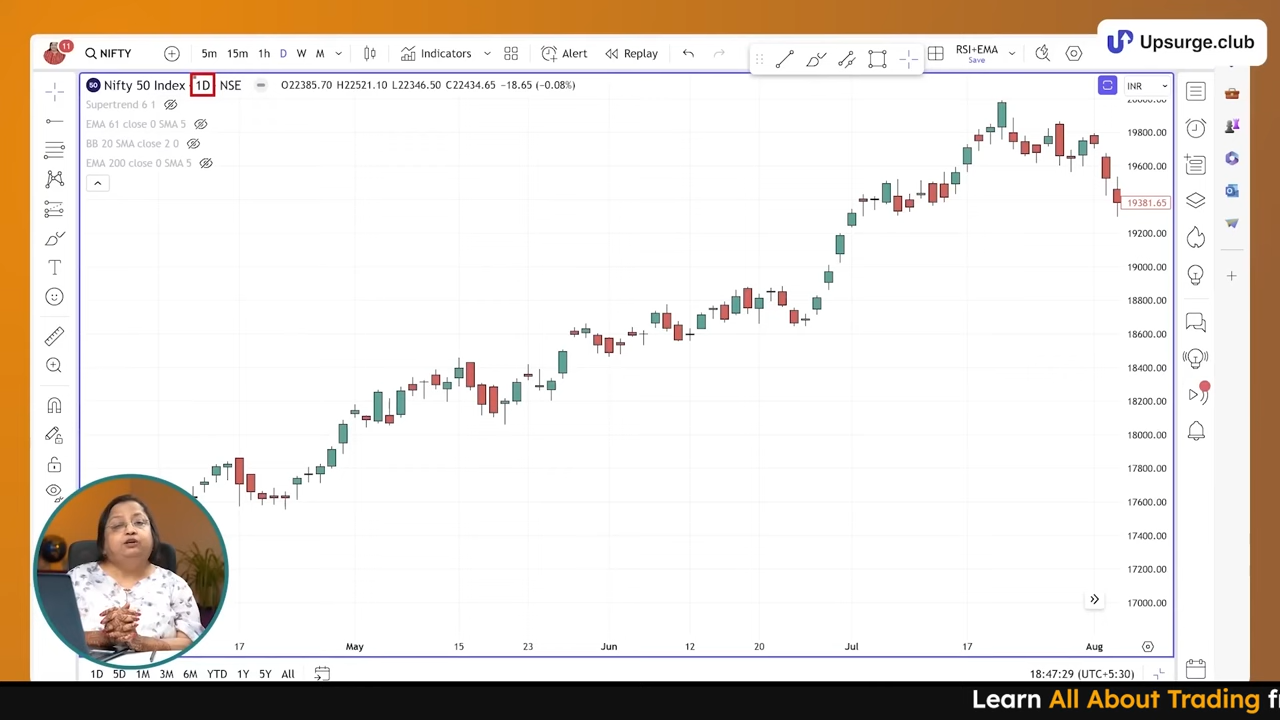 Upsurge.club
11
NIFTY
5m 15m 1h D W M
Indicators
Alert
Replay
RSI+EMA
Save
50 Nifty 50 Index 1D NSE
O22385.70 H22521.10 L22346.50 C22434.65 −18.65 (−0.08%)
INR
Supertrend 6 1
EMA 61 close 0 SMA 5
BB 20 SMA close 2 0
EMA 200 close 0 SMA 5
20000.00
19800.00
19600.00
19381.65
19200.00
19000.00
18800.00
18600.00
18400.00
18200.00
18000.00
17800.00
17600.00
17400.00
17200.00
17000.00
17 May 15 23 Jun 12 20 Jul 17 Aug
1D 5D 1M 3M 6M YTD 1Y 5Y All
18:47:29 (UTC+5:30)
Learn All About Trading f